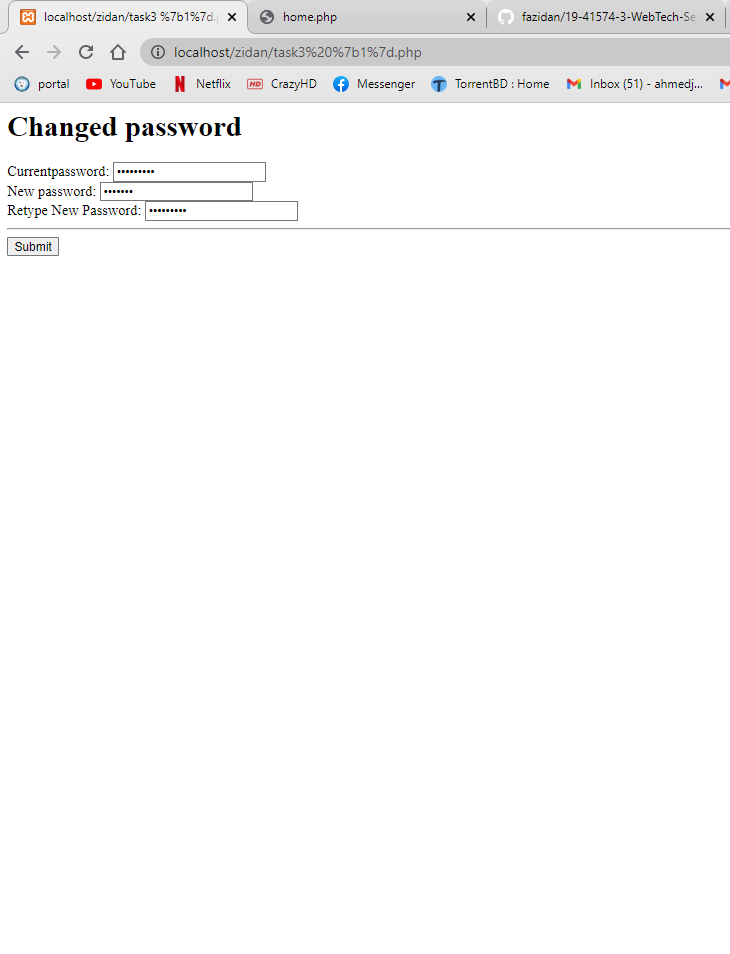 localhost/zidan/task3 %7b1%7d.p
home.php
fazidan/19-41574-3-WebTech-Se
localhost/zidan/task3%20%7b1%7d.php
portal YouTube Netflix HD CrazyHD Messenger TorrentBD : Home Inbox (51) - ahmedj...
Changed password
Currentpassword: •••••••••
New password: •••••••
Retype New Password: •••••••••
Submit